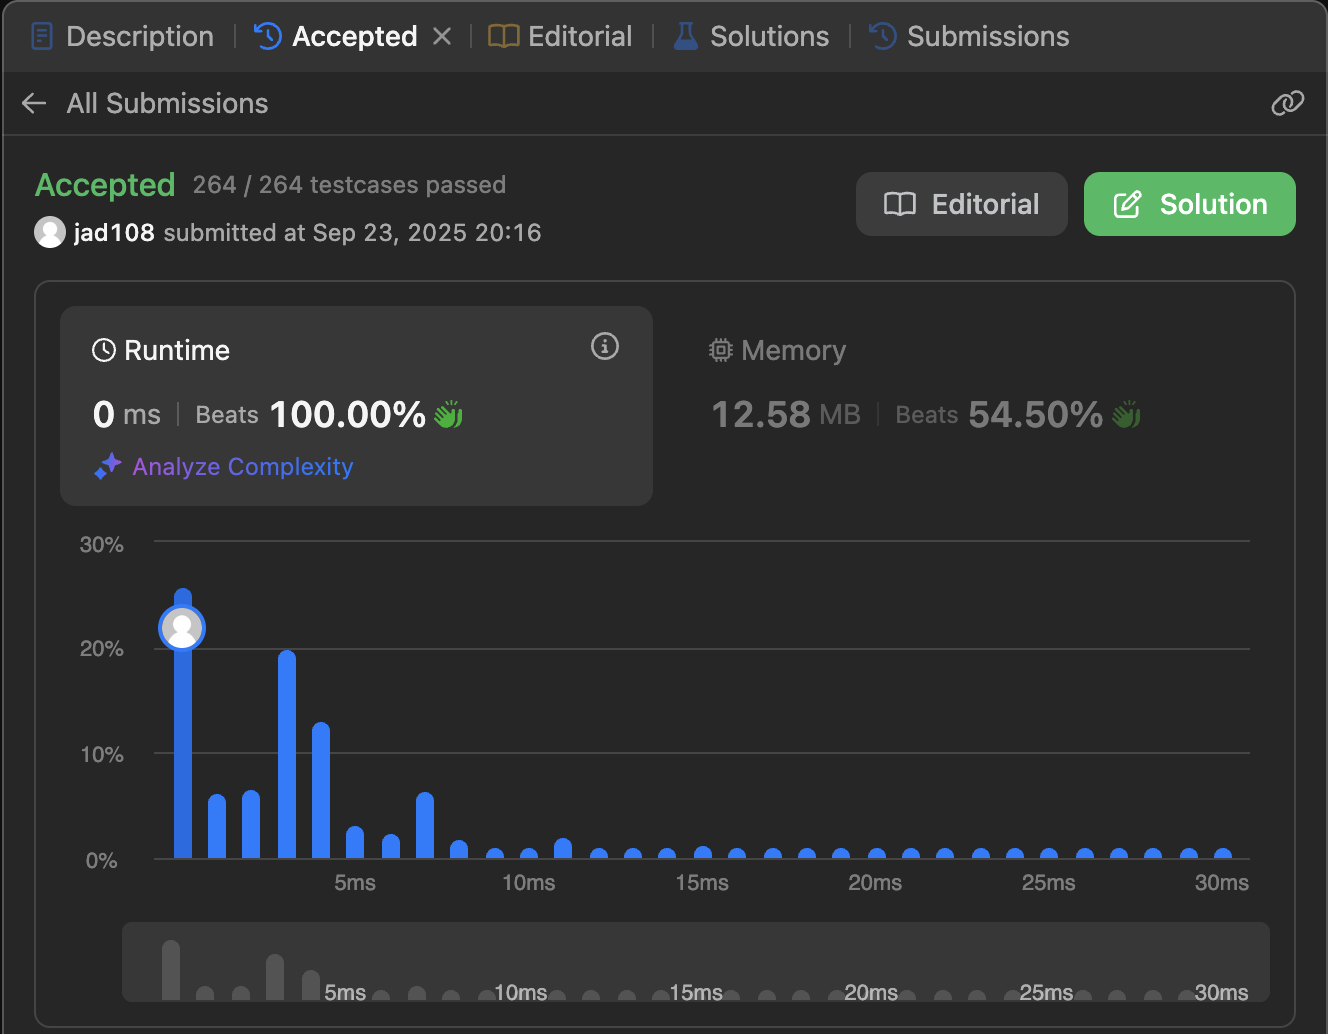 Description | Accepted | Editorial | Solutions | Submissions
All Submissions
Accepted 264 / 264 testcases passed
jad108 submitted at Sep 23, 2025 20:16
Editorial
Solution
Runtime
0 ms | Beats 100.00%
Analyze Complexity
Memory
12.58 MB | Beats 54.50%
30%
20%
10%
0%
5ms 10ms 15ms 20ms 25ms 30ms
5ms 10ms 15ms 20ms 25ms 30ms